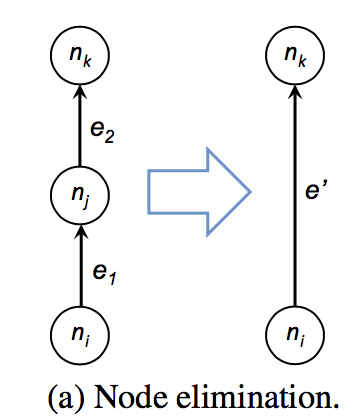 n_k n_k
e_2
n_j e'
e_1
n_i n_i
(a) Node elimination.